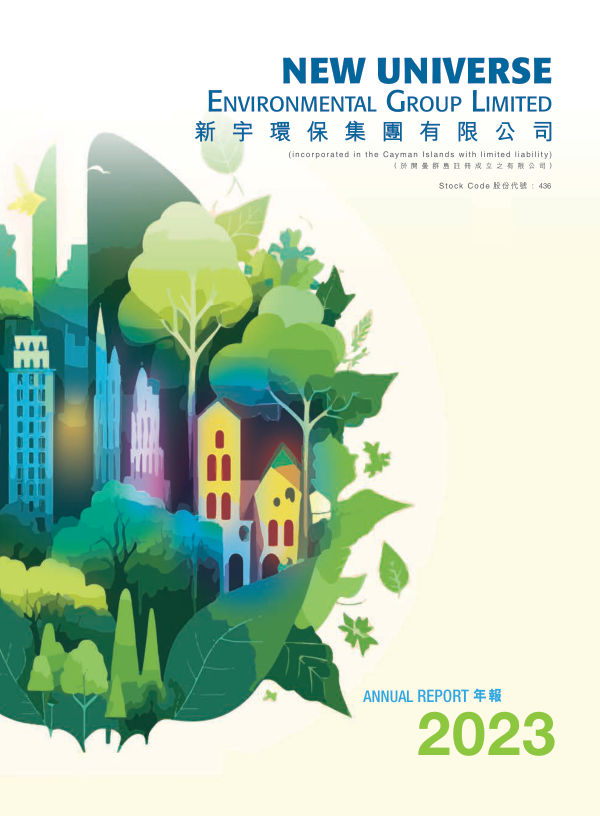 NEW UNIVERSE
ENVIRONMENTAL GROUP LIMITED
新宇環保集團有限公司
(incorporated in the Cayman Islands with limited liability)
(於開曼群島註冊成立之有限公司)
Stock Code 股份代號 : 436
ANNUAL REPORT 年報
2023